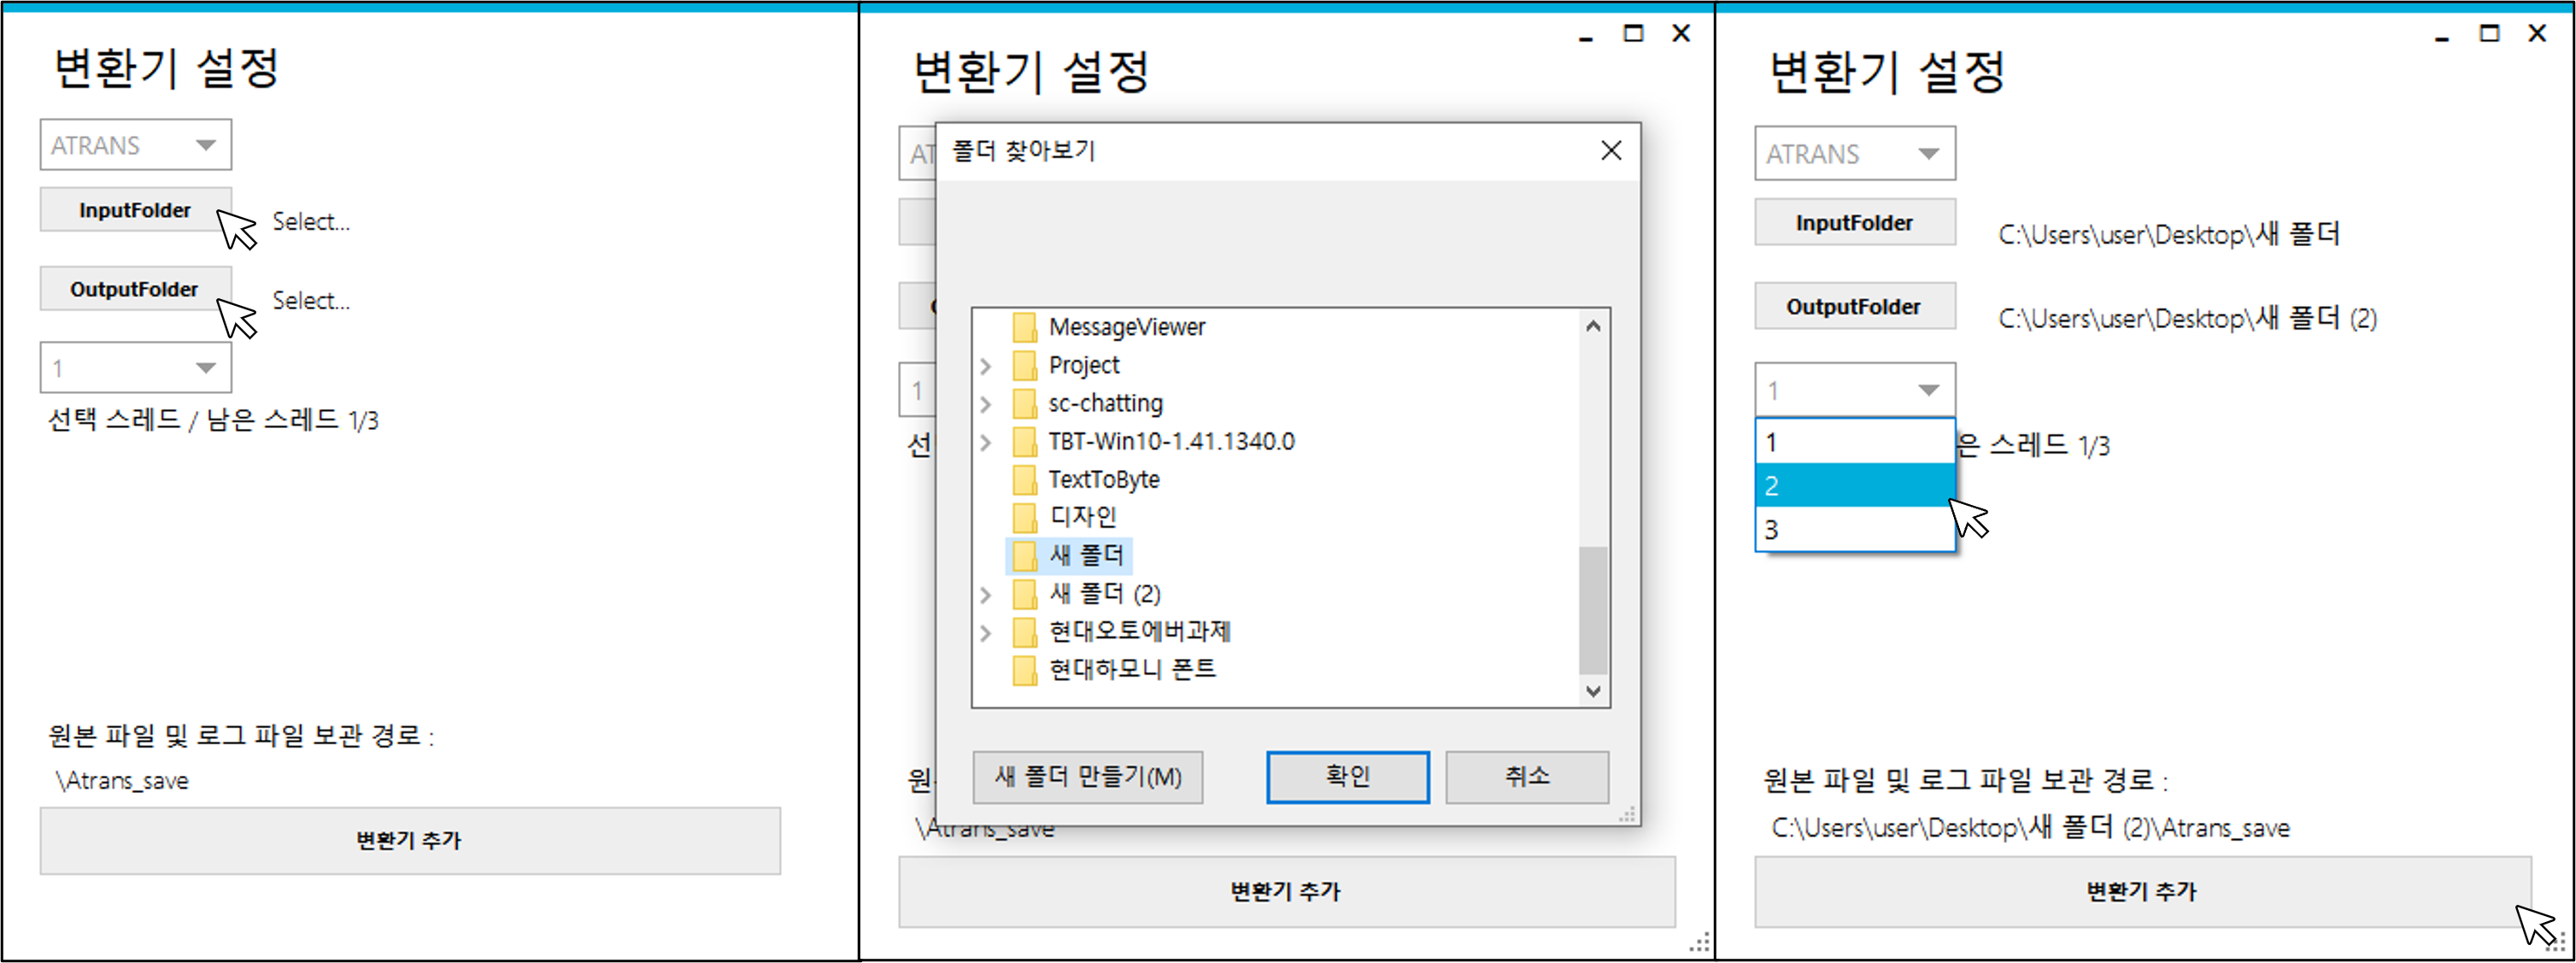 변환기 설정
ATRANS
InputFolder
Select...
OutputFolder
Select...
1
선택 스레드 / 남은 스레드 1/3
원본 파일 및 로그 파일 보관 경로 :
\Atrans_save
변환기 추가
변환기 설정
AT
폴더 찾아보기
MessageViewer
Project
sc-chatting
TBT-Win10-1.41.1340.0
TextToByte
디자인
새 폴더
새 폴더 (2)
현대오토에버과제
현대하모니 폰트
1
선
새 폴더 만들기(M)
확인
취소
원
\Atrans_save
변환기 추가
변환기 설정
ATRANS
InputFolder
C:\Users\user\Desktop\새 폴더
OutputFolder
C:\Users\user\Desktop\새 폴더 (2)
1
1
은 스레드 1/3
2
3
원본 파일 및 로그 파일 보관 경로 :
C:\Users\user\Desktop\새 폴더 (2)\Atrans_save
변환기 추가